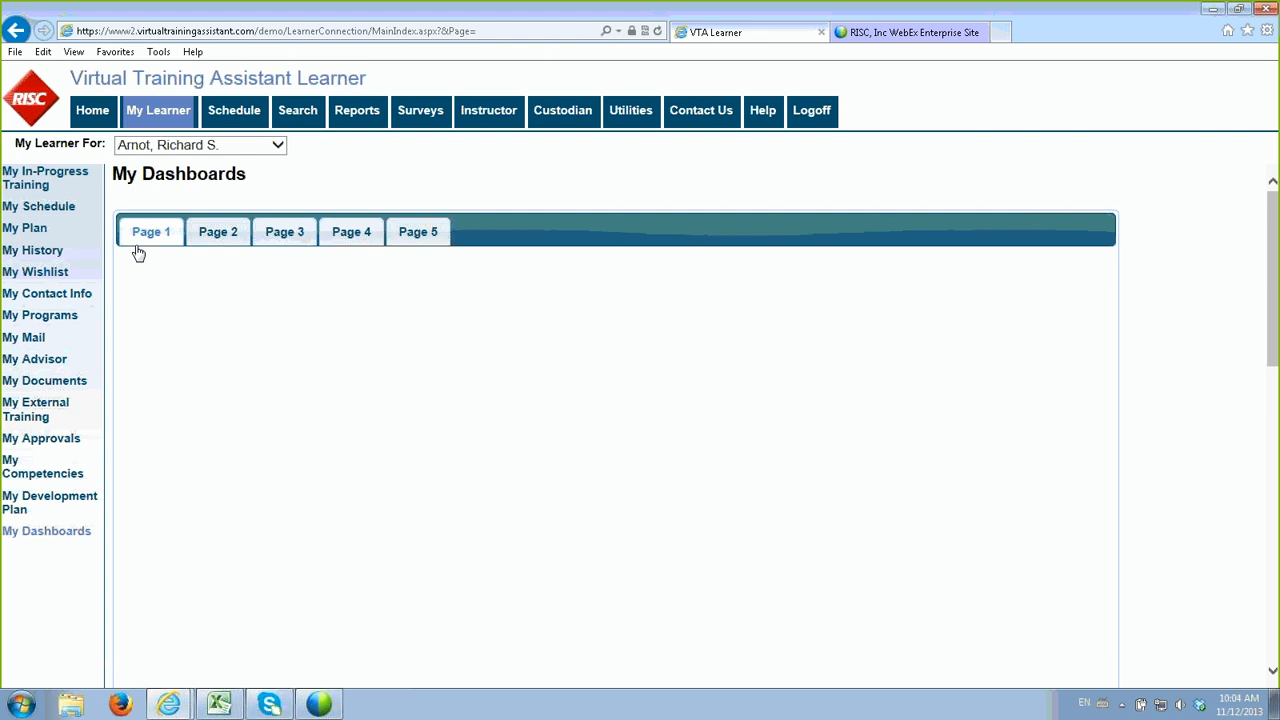 https://www2.virtualtrainingassistant.com/demo/LearnerConnection/MainIndex.aspx?&Page=
VTA Learner
RISC, Inc WebEx Enterprise Site
File Edit View Favorites Tools Help
RISC
Virtual Training Assistant Learner
Home My Learner Schedule Search Reports Surveys Instructor Custodian Utilities Contact Us Help Logoff
My Learner For: Arnot, Richard S.
My Dashboards
Page 1 Page 2 Page 3 Page 4 Page 5
My In-Progress
Training
My Schedule
My Plan
My History
My Wishlist
My Contact Info
My Programs
My Mail
My Advisor
My Documents
My External
Training
My Approvals
My
Competencies
My Development
Plan
My Dashboards
EN
10:04 AM
11/12/2013